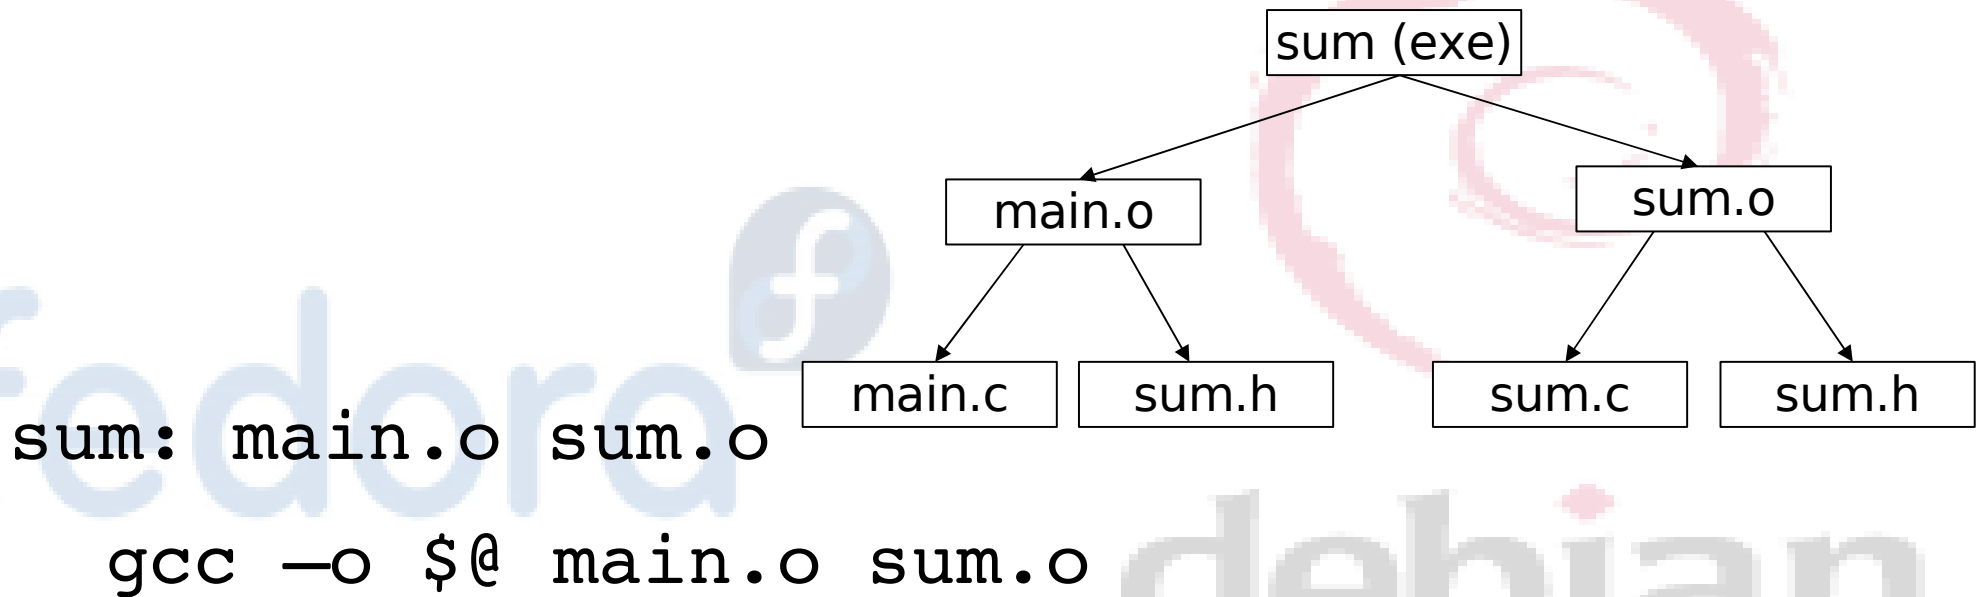 sum (exe)
main.o
sum.o
main.c
sum.h
sum.c
sum.h
fedora
sum: main.o sum.o
debian
gcc –o $@ main.o sum.o